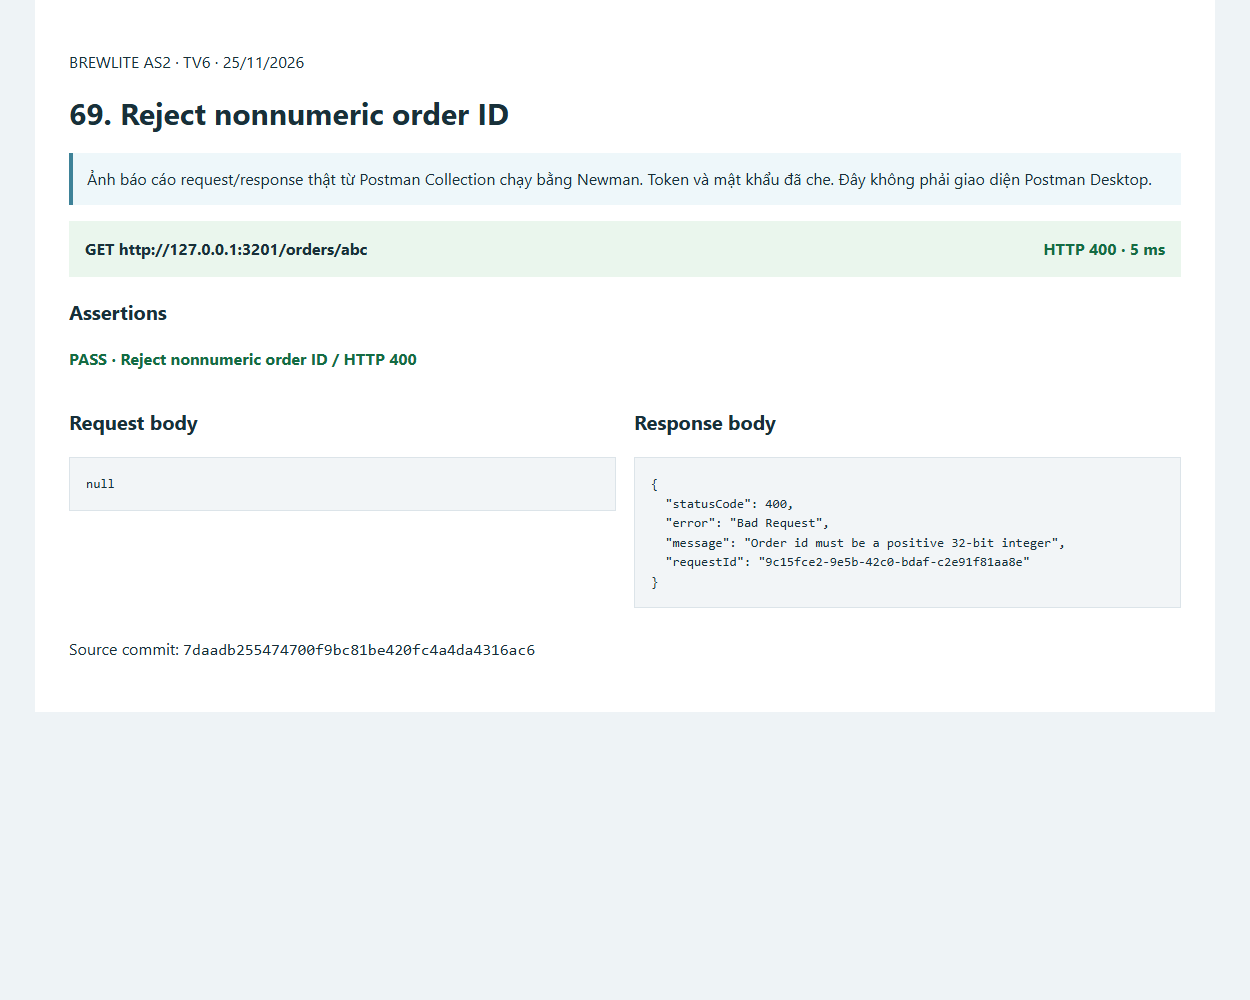 BREWLITE AS2 · TV6 · 25/11/2026
69. Reject nonnumeric order ID
Ảnh báo cáo request/response thật từ Postman Collection chạy bằng Newman. Token và mật khẩu đã che. Đây không phải giao diện Postman Desktop.
GET http://127.0.0.1:3201/orders/abc HTTP 400 · 5 ms
Assertions
PASS · Reject nonnumeric order ID / HTTP 400
Request body
null
Response body
{
  "statusCode": 400,
  "error": "Bad Request",
  "message": "Order id must be a positive 32-bit integer",
  "requestId": "9c15fce2-9e5b-42c0-bdaf-c2e91f81aa8e"
}
Source commit: 7daadb255474700f9bc81be420fc4a4da4316ac6